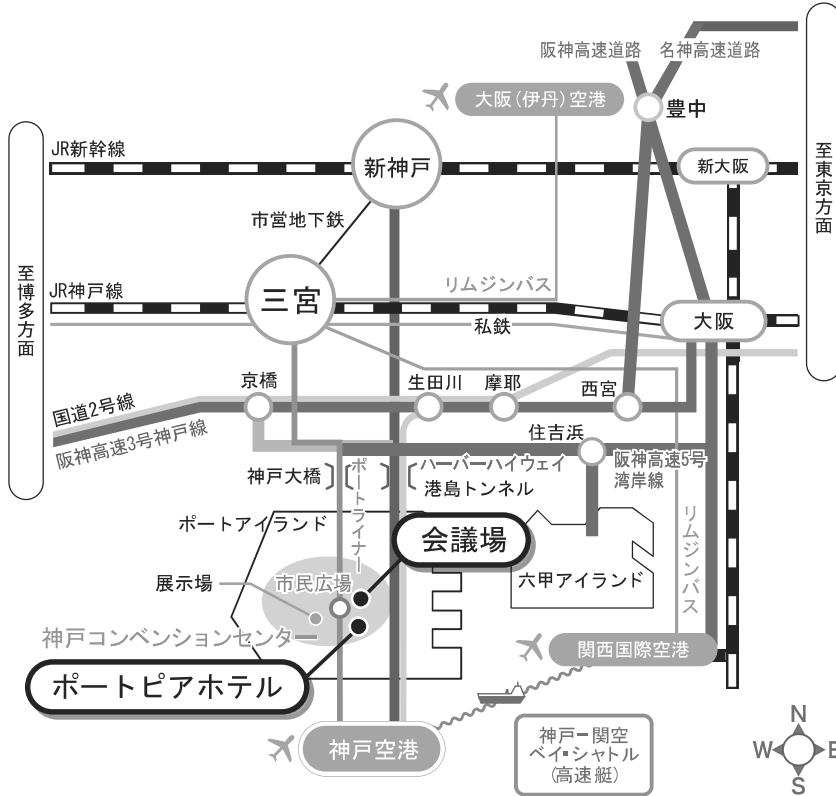 阪神高速道路
名神高速道路
大阪(伊丹)空港
豊中
至東京方面
JR新幹線
新神戸
新大阪
市営地下鉄
至博多方面
JR神戸線
三宮
リムジンバス
私鉄
大阪
京橋
生田川
摩耶
西宮
国道2号線
阪神高速3号神戸線
住吉浜
神戸大橋
ポートライナー
ハーバーハイウェイ
港島トンネル
阪神高速5号
湾岸線
リムジンバス
ポートアイランド
会議場
展示場
市民広場
六甲アイランド
神戸コンベンションセンター
ポートピアホテル
関西国際空港
神戸空港
神戸ー関空
ベイ・シャトル
(高速艇)
N
W
E
S